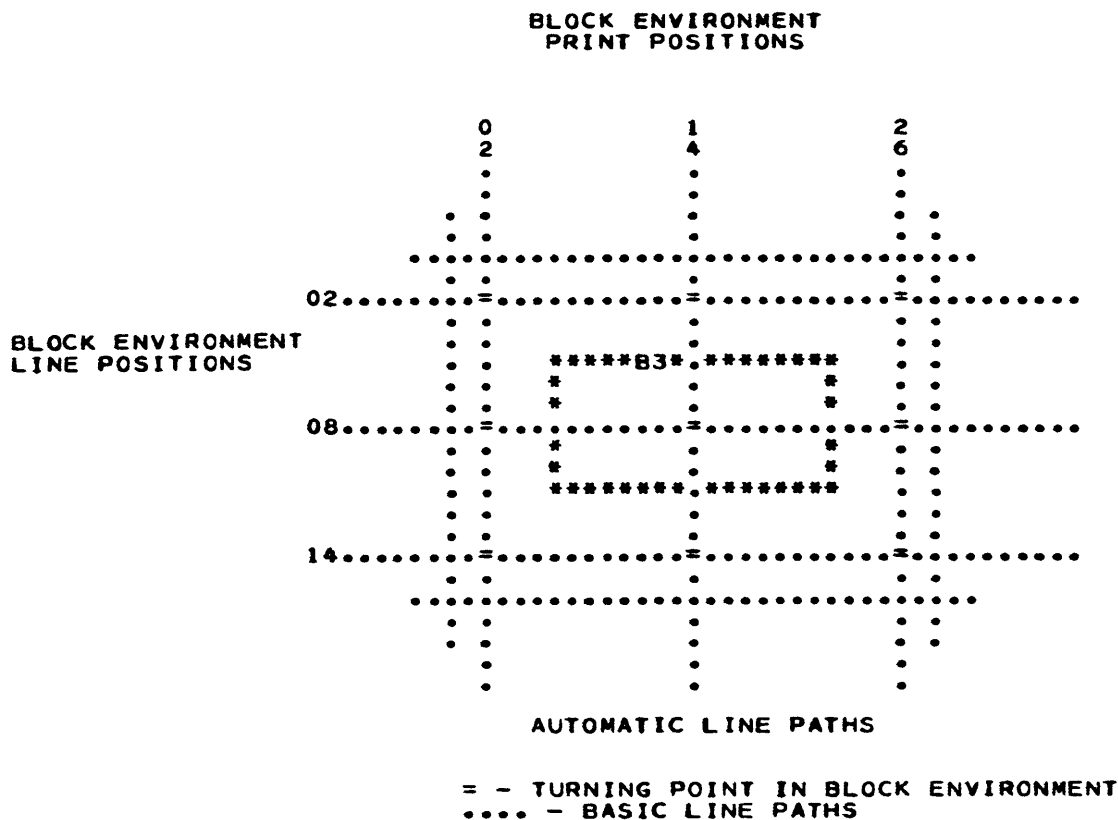 BLOCK ENVIRONMENT
PRINT POSITIONS
0 1 2
2 4 6
02
BLOCK ENVIRONMENT
LINE POSITIONS
B3
08
14
AUTOMATIC LINE PATHS
= - TURNING POINT IN BLOCK ENVIRONMENT
.... - BASIC LINE PATHS